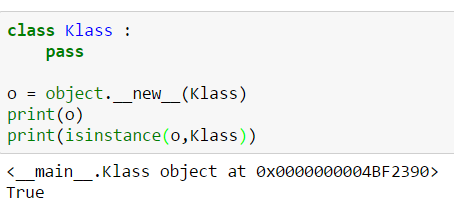 class Klass :
    pass
o = object.__new__(Klass)
print(o)
print(isinstance(o,Klass))
<__main__.Klass object at 0x0000000004BF2390>
True